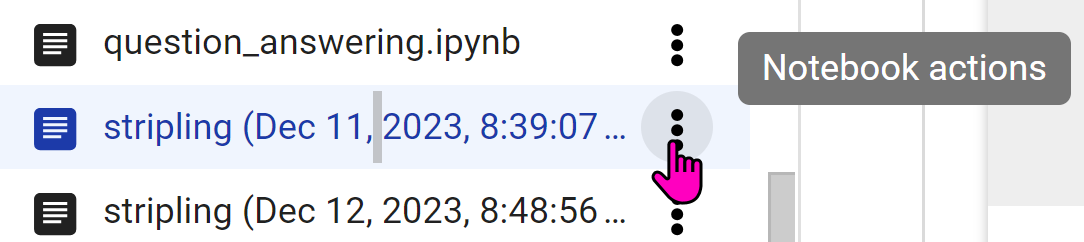 question_answering.ipynb
Notebook actions
stripling (Dec 11, 2023, 8:39:07 …
stripling (Dec 12, 2023, 8:48:56 …